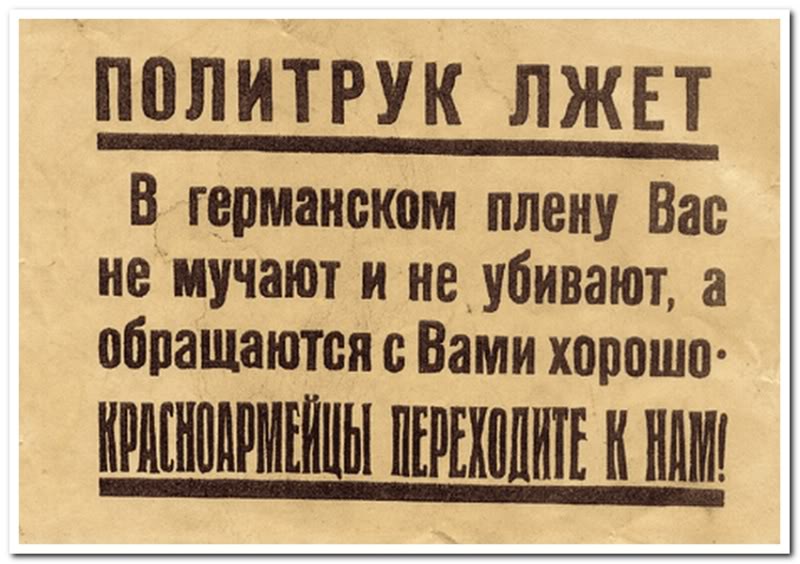 ПОЛИТРУК ЛЖЕТ
В германском плену Вас
не мучают и не убивают, а
обращаются с Вами хорошо.
КРАСНОАРМЕЙЦЫ ПЕРЕХОДИТЕ К НАМ!